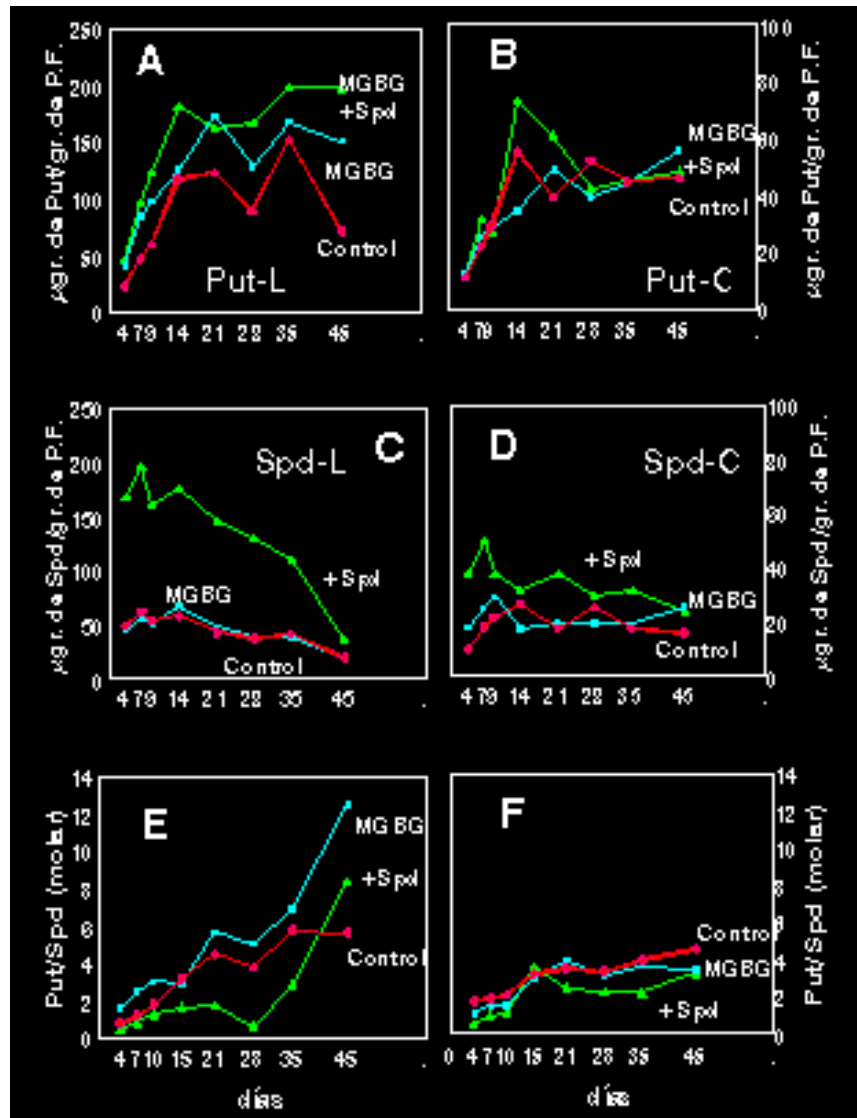 A
250
200
150
100
50
0
µgr. de Put/gr. de P.F.
MGBG
+Spd
MGBG
Control
Put-L
4 7 9 14 21 28 35 45 .
B
100
80
60
40
20
0
µgr. de Put/gr. de P.F.
MGBG
+Spd
Control
Put-C
4 7 9 14 21 28 35 45 .
C
250
200
150
100
50
0
µgr. de Spd/gr. de P.F.
Spd-L
+Spd
MGBG
Control
4 7 9 14 21 28 35 45 .
D
100
80
60
40
20
0
µgr. de Spd/gr. de P.F.
Spd-C
+Spd
MGBG
Control
4 7 9 14 21 28 35 45 .
E
14
12
10
8
6
4
2
0
Put/Spd (molar)
MGBG
+Spd
Control
4 7 10 15 21 28 35 45 .
días
F
14
12
10
8
6
4
2
0
Put/Spd (molar)
Control
MGBG
+Spd
0 4 7 10 15 21 28 35 45 .
días